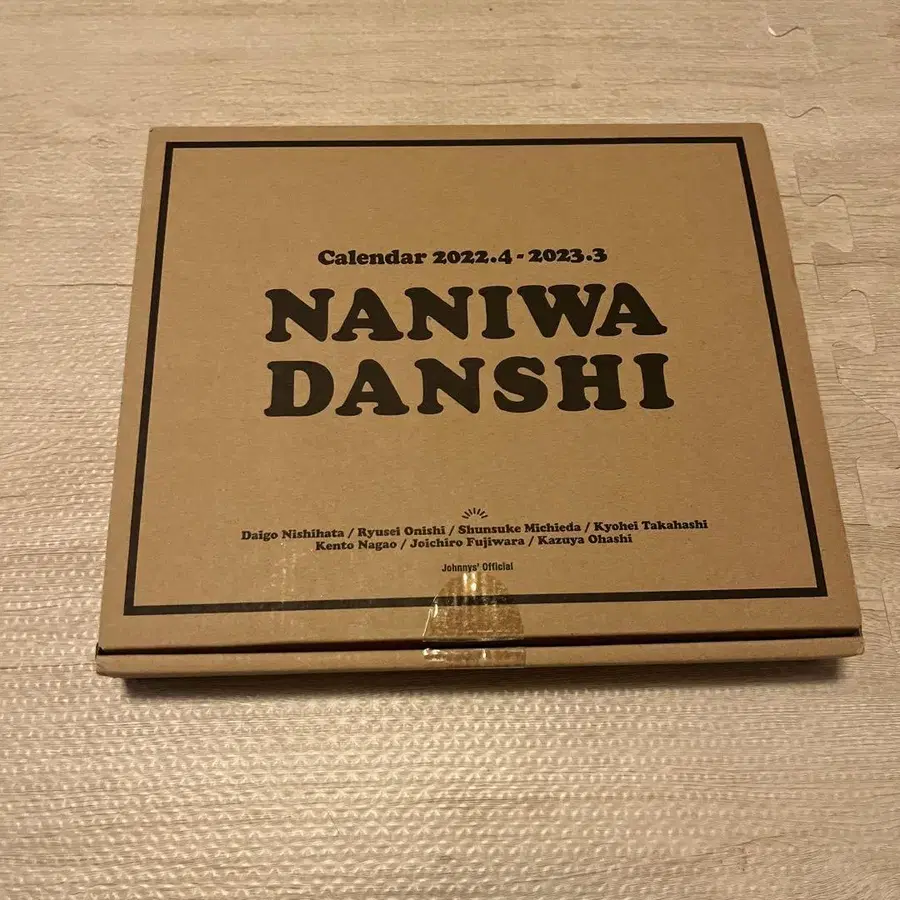 Calendar 2022.4 - 2023.3
NANIWA
DANSHI
Daigo Nishihata / Ryusei Onishi / Shunsuke Michieda / Kyohei Takahashi
Kento Nagao / Joichiro Fujiwara / Kazuya Ohashi
Johnnys' Official